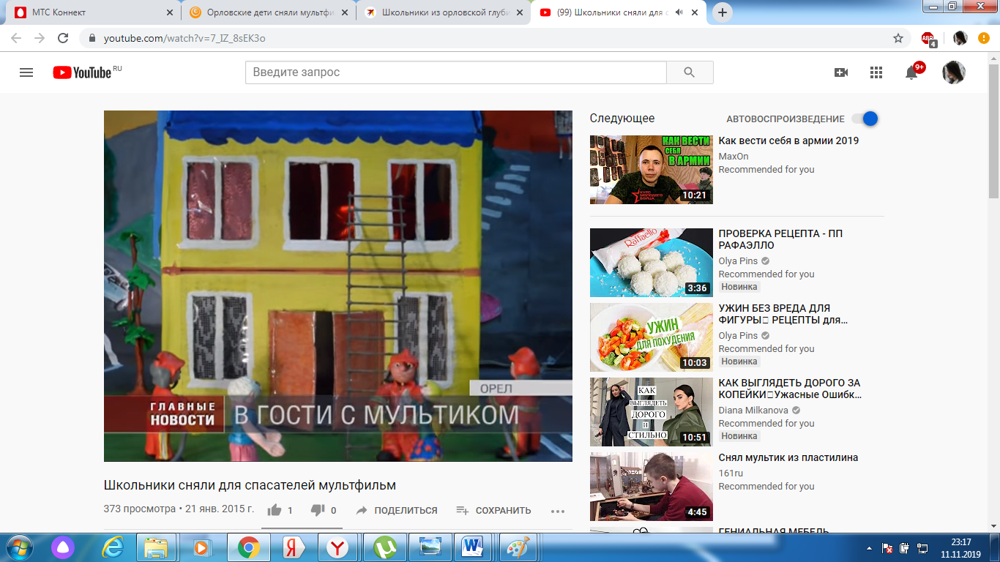 МТС Коннект
Орловские дети сняли мультфи
Школьники из орловской глуби
(99) Школьники сняли для с
youtube.com/watch?v=7_IZ_8sEK3o
ABP
4
YouTube RU
Введите запрос
9+
ОРЕЛ
ГЛАВНЫЕ
НОВОСТИ
В ГОСТИ С МУЛЬТИКОМ
Школьники сняли для спасателей мультфильм
373 просмотра • 21 янв. 2015 г.
1
0
ПОДЕЛИТЬСЯ
СОХРАНИТЬ
Следующее
АВТОВОСПРОИЗВЕДЕНИЕ
КАК ВЕСТИ
СЕБЯ
В АРМИИ
КУРС
МОЛОДОГО
БОЙЦА
10:21
Как вести себя в армии 2019
MaxOn
Recommended for you
Raffaello
3:36
ПРОВЕРКА РЕЦЕПТА - ПП
РАФАЭЛЛО
Olya Pins
Recommended for you
Новинка
УЖИН
ДЛЯ ПОХУДЕНИЯ
10:03
УЖИН БЕЗ ВРЕДА ДЛЯ
ФИГУРЫ РЕЦЕПТЫ для...
Olya Pins
Recommended for you
Новинка
КАК
ВЫГЛЯДЕТЬ
ДОРОГО
И
СТИЛЬНО
10:51
КАК ВЫГЛЯДЕТЬ ДОРОГО ЗА
КОПЕЙКИ Ужасные Ошибк...
Diana Milkanova
Recommended for you
Новинка
4:45
Снял мультик из пластилина
161ru
Recommended for you
ГЕНИАЛЬНАЯ МЕБЕЛЬ
23:17
11.11.2019